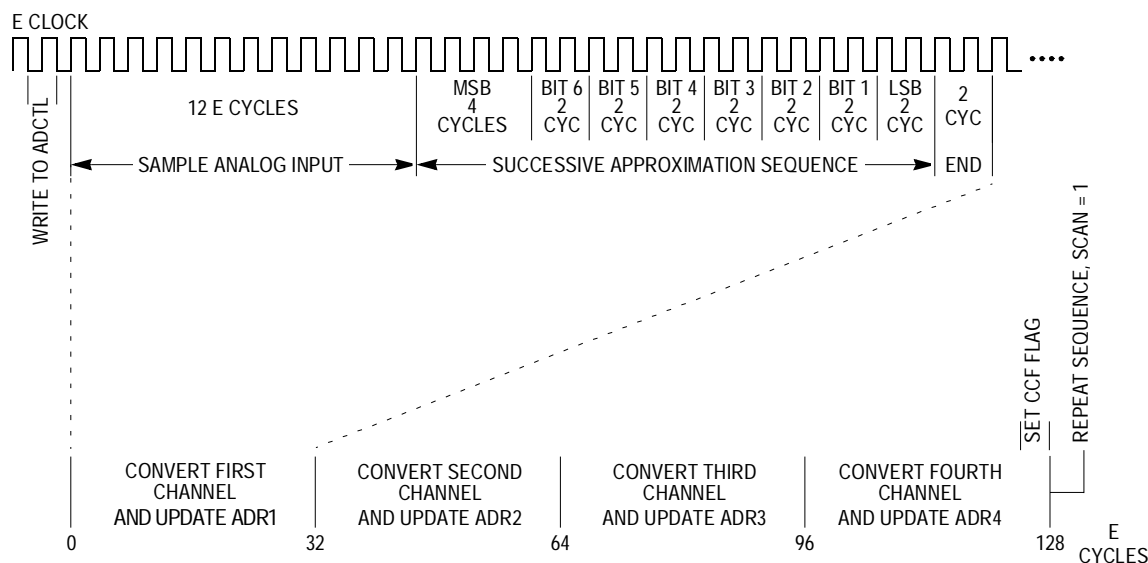 E CLOCK
12 E CYCLES
MSB
4
CYCLES
BIT 6
2
CYC
BIT 5
2
CYC
BIT 4
2
CYC
BIT 3
2
CYC
BIT 2
2
CYC
BIT 1
2
CYC
LSB
2
CYC
2
CYC
WRITE TO ADCTL
SAMPLE ANALOG INPUT
SUCCESSIVE APPROXIMATION SEQUENCE
END
SET CCF FLAG
REPEAT SEQUENCE, SCAN = 1
CONVERT FIRST
CHANNEL
AND UPDATE ADR1
CONVERT SECOND
CHANNEL
AND UPDATE ADR2
CONVERT THIRD
CHANNEL
AND UPDATE ADR3
CONVERT FOURTH
CHANNEL
AND UPDATE ADR4
0
32
64
96
128
E
CYCLES